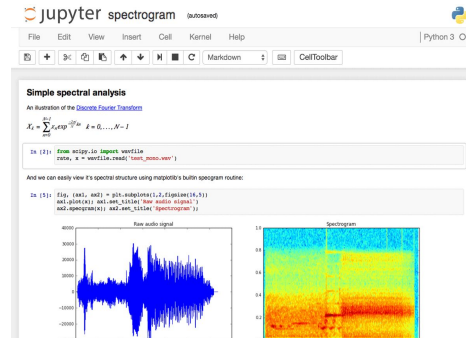 jupyter spectrogram (autosaved)
File Edit View Insert Cell Kernel Help Python 3
Markdown CellToolbar
Simple spectral analysis
An illustration of the Discrete Fourier Transform
In [2]: from scipy.io import wavfile
rate, x = wavfile.read('test_mono.wav')
And we can easily view it's spectral structure using matplotlib's builtin specgram routine:
In [5]: fig, (ax1, ax2) = plt.subplots(1,2,figsize(16,5))
ax1.plot(x); ax1.set_title('Raw audio signal')
ax2.specgram(x); ax2.set_title('Spectrogram');
Raw audio signal Spectrogram
40000 1.0
30000
20000 0.8
10000 0.6
0 0.4
−10000
−20000 0.2